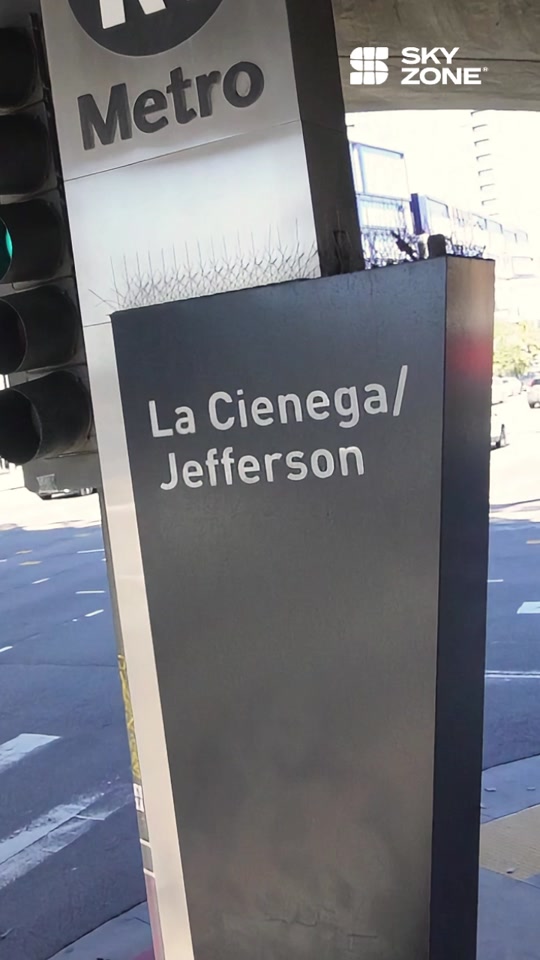 SKY
ZONE
Metro
La Cienega/
Jefferson